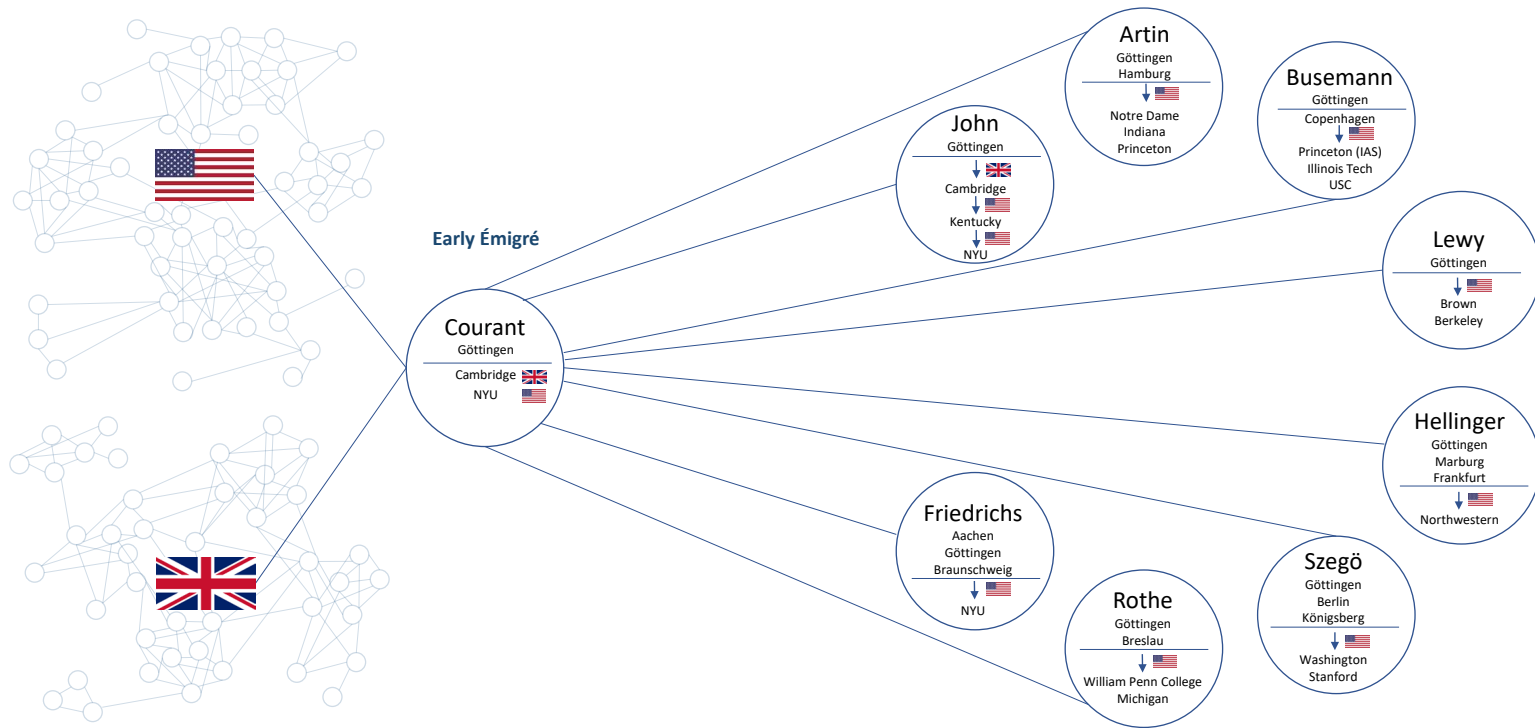 Early Émigré
Courant
Göttingen
Cambridge
NYU
Artin
Göttingen
Hamburg
Notre Dame
Indiana
Princeton
John
Göttingen
Cambridge
Kentucky
NYU
Busemann
Göttingen
Copenhagen
Princeton (IAS)
Illinois Tech
USC
Lewy
Göttingen
Brown
Berkeley
Hellinger
Göttingen
Marburg
Frankfurt
Northwestern
Friedrichs
Aachen
Göttingen
Braunschweig
NYU
Szegö
Göttingen
Berlin
Königsberg
Washington
Stanford
Rothe
Göttingen
Breslau
William Penn College
Michigan